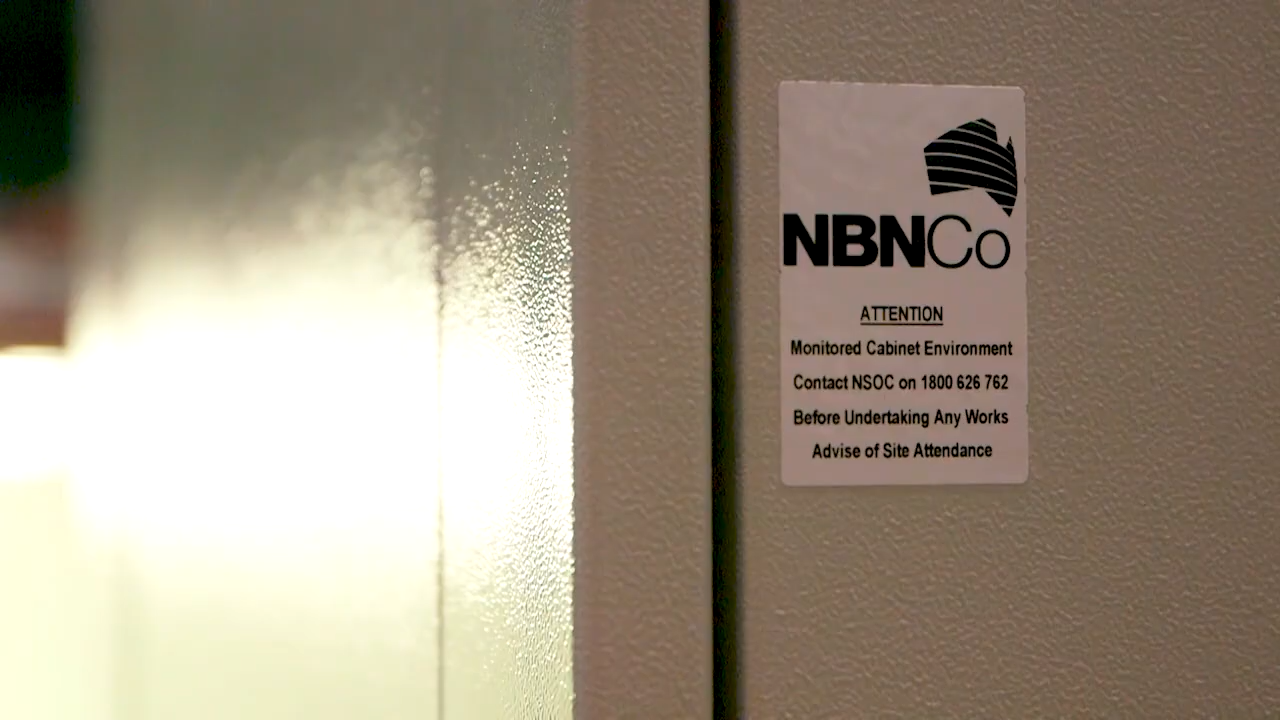 NBNCo
ATTENTION
Monitored Cabinet Environment
Contact NSOC on 1800 626 762
Before Undertaking Any Works
Advise of Site Attendance